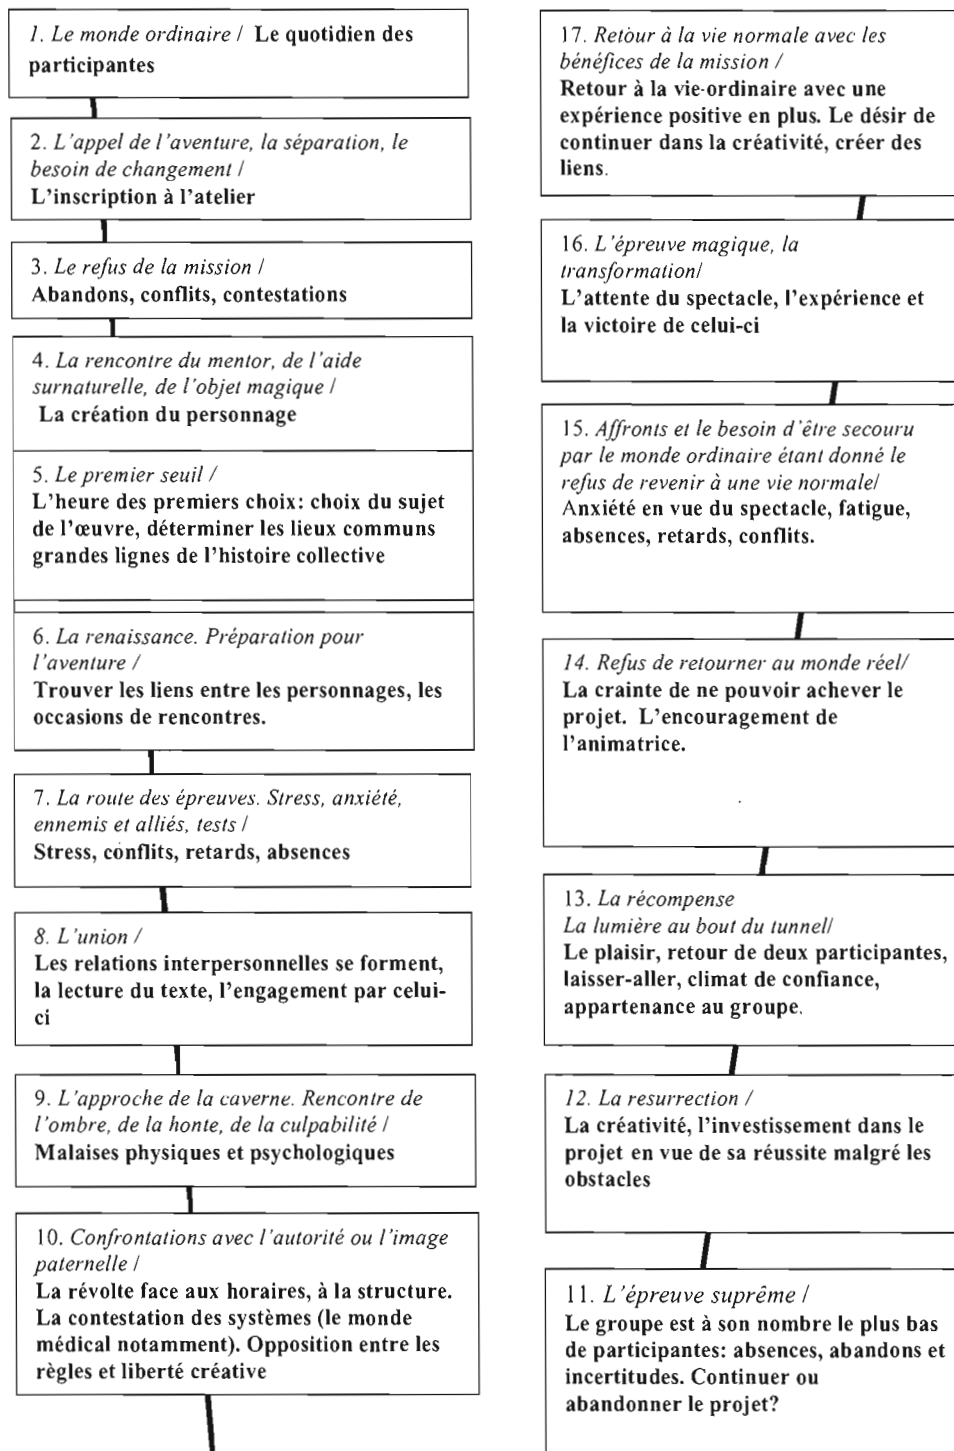 1. Le monde ordinaire / Le quotidien des
participantes
2. L'appel de l'aventure, la séparation, le
besoin de changement /
L'inscription à l'atelier
3. Le refus de la mission /
Abandons, conflits, contestations
4. La rencontre du mentor, de l'aide
surnaturelle, de l'objet magique /
La création du personnage
5. Le premier seuil /
L'heure des premiers choix: choix du sujet
de l'œuvre, déterminer les lieux communs
grandes lignes de l'histoire collective
6. La renaissance. Préparation pour
l'aventure /
Trouver les liens entre les personnages, les
occasions de rencontres.
7. La route des épreuves. Stress, anxiété,
ennemis et alliés, tests /
Stress, conflits, retards, absences
8. L'union /
Les relations interpersonnelles se forment,
la lecture du texte, l'engagement par celui-
ci
9. L'approche de la caverne. Rencontre de
l'ombre, de la honte, de la culpabilité /
Malaises physiques et psychologiques
10. Confrontations avec l'autorité ou l'image
paternelle /
La révolte face aux horaires, à la structure.
La contestation des systèmes (le monde
médical notamment). Opposition entre les
règles et liberté créative
17. Retour à la vie normale avec les
bénéfices de la mission /
Retour à la vie-ordinaire avec une
expérience positive en plus. Le désir de
continuer dans la créativité, créer des
liens.
16. L'épreuve magique, la
transformation/
L'attente du spectacle, l'expérience et
la victoire de celui-ci
15. Affronts et le besoin d'être secouru
par le monde ordinaire étant donné le
refus de revenir à une vie normale/
Anxiété en vue du spectacle, fatigue,
absences, retards, conflits.
14. Refus de retourner au monde réel/
La crainte de ne pouvoir achever le
projet. L'encouragement de
l'animatrice.
13. La récompense
La lumière au bout du tunnel/
Le plaisir, retour de deux participantes,
laisser-aller, climat de confiance,
appartenance au groupe.
12. La resurrection /
La créativité, l'investissement dans le
projet en vue de sa réussite malgré les
obstacles
11. L'épreuve suprême /
Le groupe est à son nombre le plus bas
de participantes: absences, abandons et
incertitudes. Continuer ou
abandonner le projet?